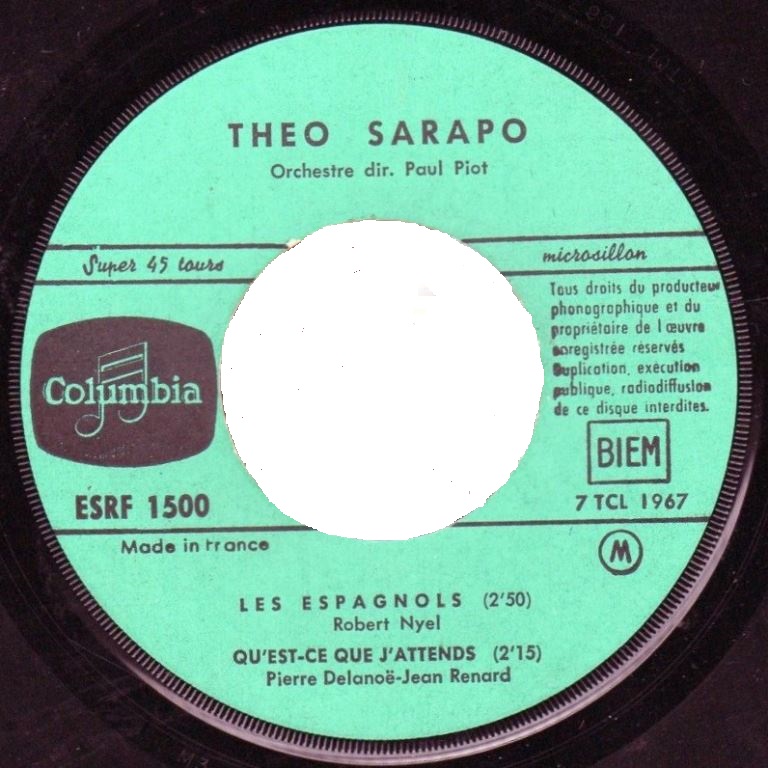 THEO SARAPO
Orchestre dir. Paul Piot
Super 45 tours
microsillon
Tous droits du producteur
phonographique et du
propriétaire de l œuvre
enregistrée réservés
Duplication, exécution
publique, radiodiffusion
de ce disque interdites.
Columbia
BIEM
ESRF 1500
7 TCL 1967
Made in France
M
LES ESPAGNOLS (2'50)
Robert Nyel
QU'EST-CE QUE J'ATTENDS (2'15)
Pierre Delanoë-Jean Renard